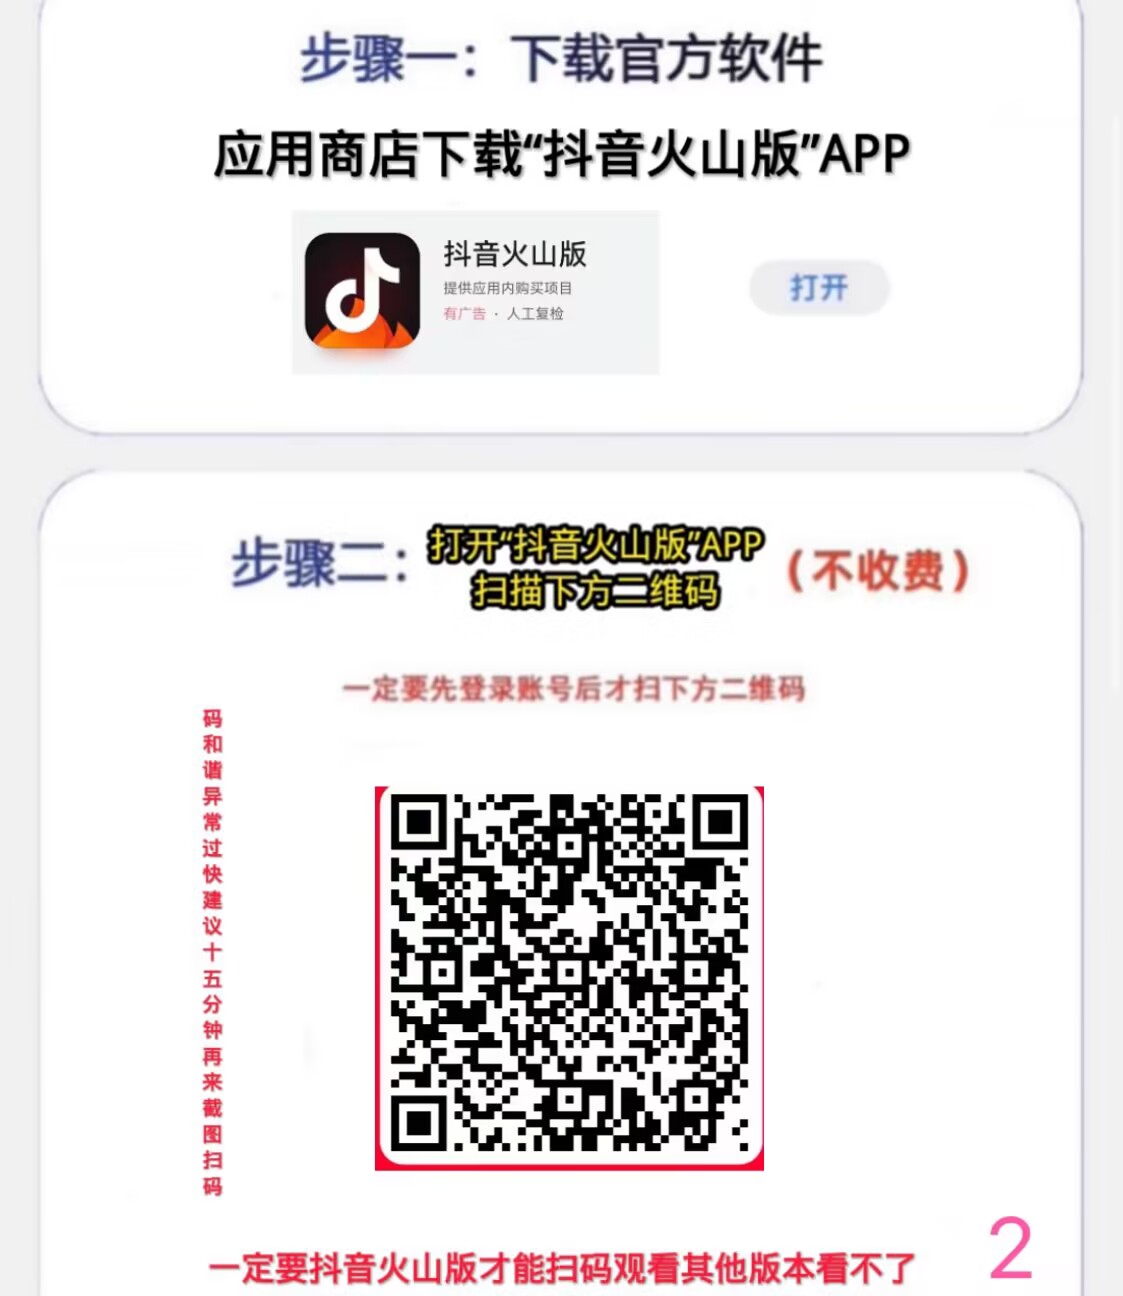 步骤一：下载官方软件
应用商店下载“抖音火山版”APP
抖音火山版
提供应用内购买项目
有广告 · 人工复检
打开
步骤二：
打开“抖音火山版”APP
扫描下方二维码
（不收费）
一定要先登录账号后才扫下方二维码
码和谐异常过快建议十五分钟再来截图扫码
一定要抖音火山版才能扫码观看其他版本看不了
2